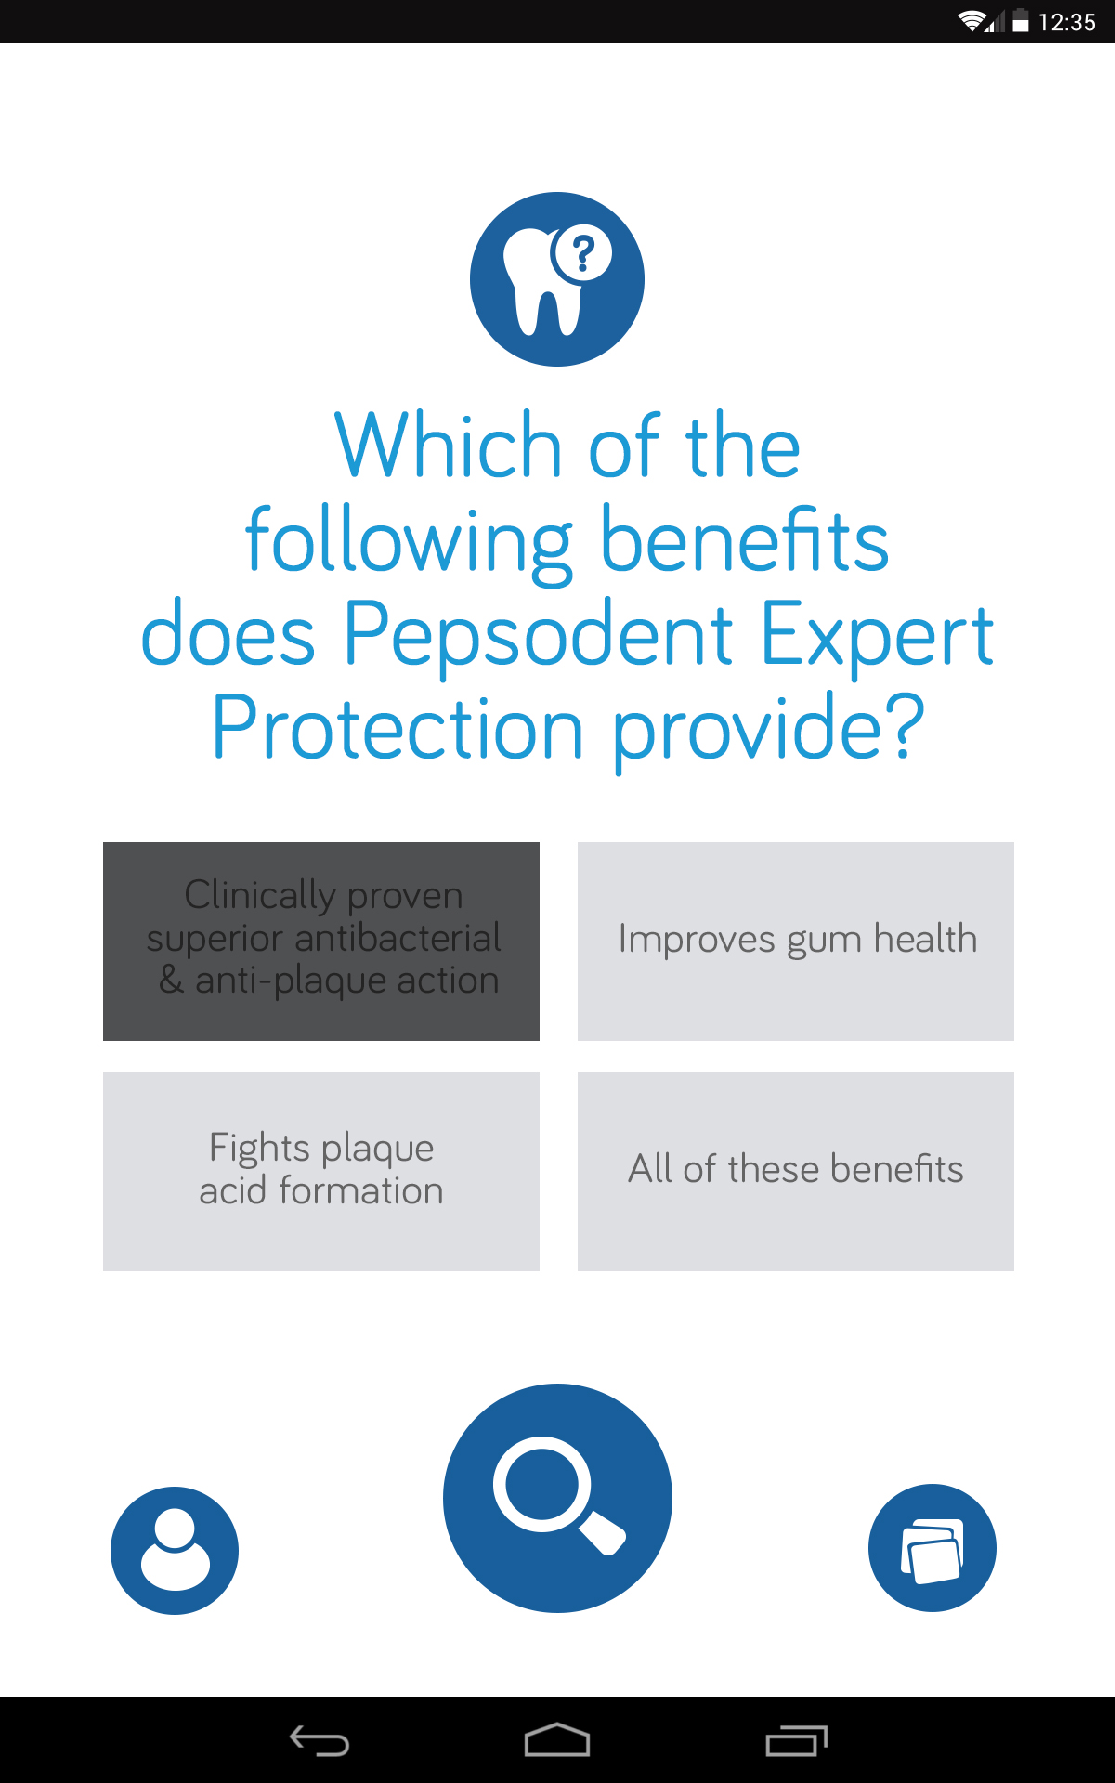 12:35
?
Which of the
following benefits
does Pepsodent Expert
Protection provide?
Clinically proven
superior antibacterial
& anti-plaque action
Improves gum health
Fights plaque
acid formation
All of these benefits